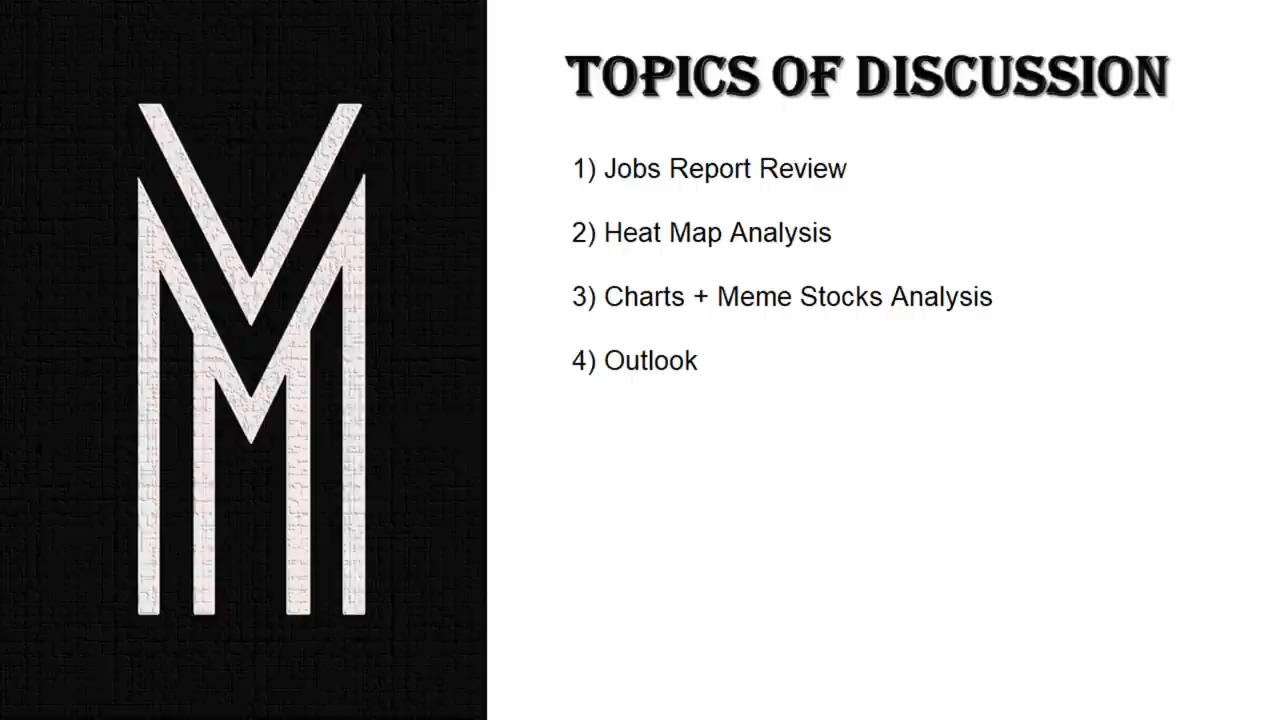 TOPICS OF DISCUSSION
1) Jobs Report Review
2) Heat Map Analysis
3) Charts + Meme Stocks Analysis
4) Outlook